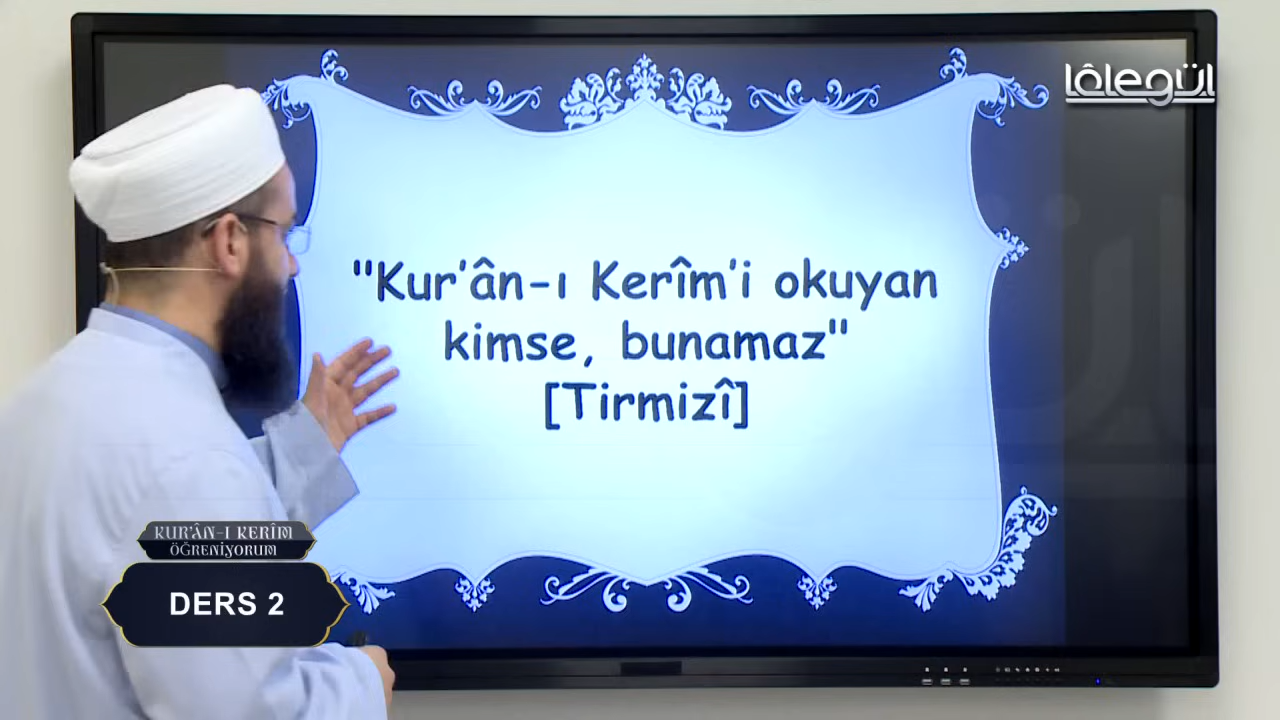 lâlegül
"Kur'ân-ı Kerîm'i okuyan
kimse, bunamaz"
[Tirmizî]
KUR'ÂN-I KERÎM
ÖĞRENİYORUM
DERS 2